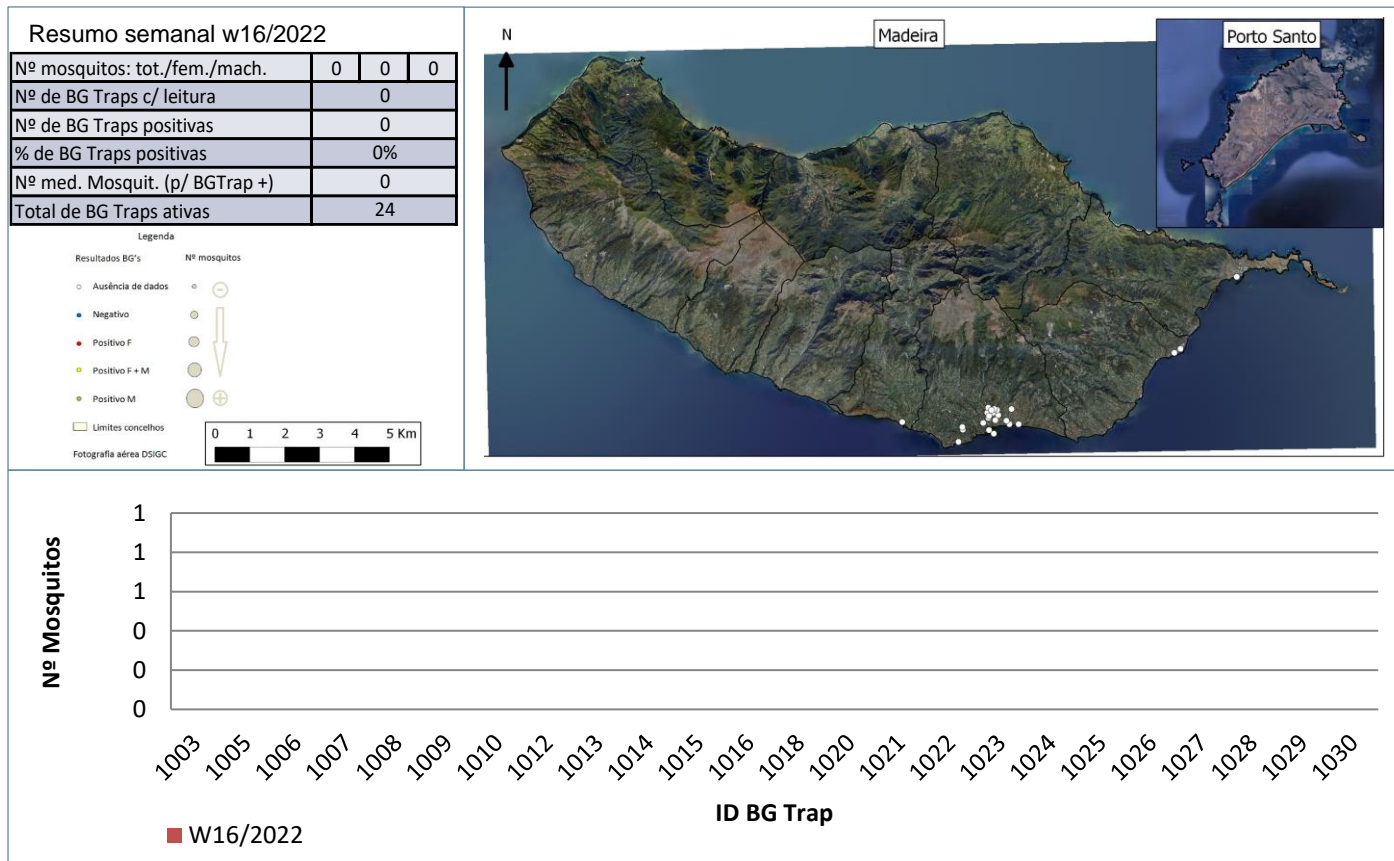 Resumo semanal w16/2022
Nº mosquitos: tot./fem./mach. 0 0 0
Nº de BG Traps c/ leitura 0
Nº de BG Traps positivas 0
% de BG Traps positivas 0%
Nº med. Mosquit. (p/ BGTrap +) 0
Total de BG Traps ativas 24
Legenda
Resultados BG's Nº mosquitos
Ausência de dados
Negativo
Positivo F
Positivo F + M
Positivo M
Limites concelhos
Fotografia aérea DSIGC
0 1 2 3 4 5 Km
N
Madeira
Porto Santo
Nº Mosquitos
1
1
1
0
0
0
1003 1005 1006 1007 1008 1009 1010 1012 1013 1014 1015 1016 1018 1020 1021 1022 1023 1024 1025 1026 1027 1028 1029 1030
ID BG Trap
W16/2022